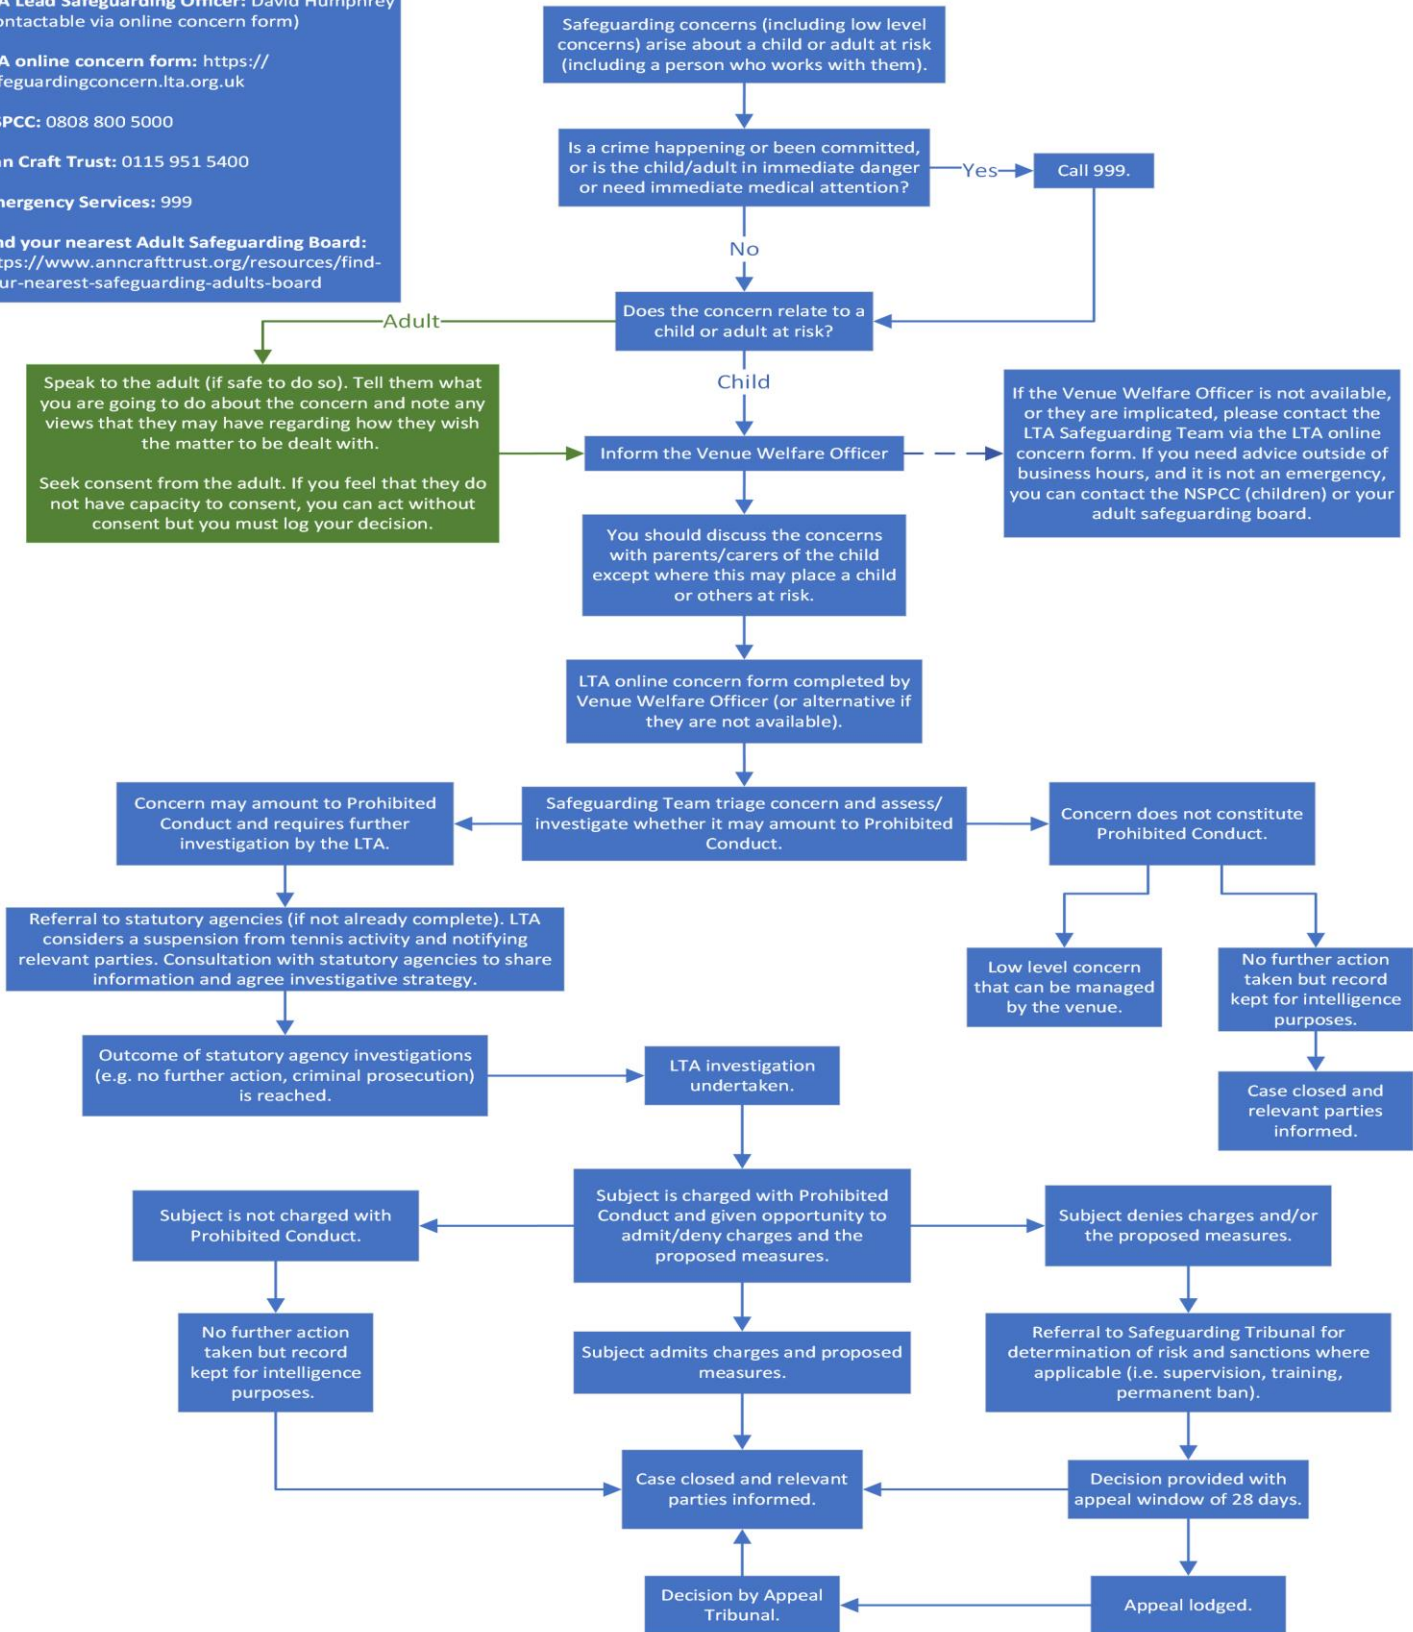 A Lead Safeguarding Officer: David Humphrey
ontactable via online concern form)
A online concern form: https://
feguardingconcern.lta.org.uk
SPCC: 0808 800 5000
n Craft Trust: 0115 951 5400
mergency Services: 999
nd your nearest Adult Safeguarding Board:
tps://www.anncrafttrust.org/resources/find-
ur-nearest-safeguarding-adults-board
Safeguarding concerns (including low level
concerns) arise about a child or adult at risk
(including a person who works with them).
Is a crime happening or been committed,
or is the child/adult in immediate danger
or need immediate medical attention?
Yes
Call 999.
No
Does the concern relate to a
child or adult at risk?
Adult
Child
Speak to the adult (if safe to do so). Tell them what
you are going to do about the concern and note any
views that they may have regarding how they wish
the matter to be dealt with.
Seek consent from the adult. If you feel that they do
not have capacity to consent, you can act without
consent but you must log your decision.
Inform the Venue Welfare Officer
If the Venue Welfare Officer is not available,
or they are implicated, please contact the
LTA Safeguarding Team via the LTA online
concern form. If you need advice outside of
business hours, and it is not an emergency,
you can contact the NSPCC (children) or your
adult safeguarding board.
You should discuss the concerns
with parents/carers of the child
except where this may place a child
or others at risk.
LTA online concern form completed by
Venue Welfare Officer (or alternative if
they are not available).
Concern may amount to Prohibited
Conduct and requires further
investigation by the LTA.
Safeguarding Team triage concern and assess/
investigate whether it may amount to Prohibited
Conduct.
Concern does not constitute
Prohibited Conduct.
Referral to statutory agencies (if not already complete). LTA
considers a suspension from tennis activity and notifying
relevant parties. Consultation with statutory agencies to share
information and agree investigative strategy.
Low level concern
that can be managed
by the venue.
No further action
taken but record
kept for intelligence
purposes.
Outcome of statutory agency investigations
(e.g. no further action, criminal prosecution)
is reached.
LTA investigation
undertaken.
Case closed and
relevant parties
informed.
Subject is not charged with
Prohibited Conduct.
Subject is charged with Prohibited
Conduct and given opportunity to
admit/deny charges and the
proposed measures.
Subject denies charges and/or
the proposed measures.
No further action
taken but record
kept for intelligence
purposes.
Subject admits charges and proposed
measures.
Referral to Safeguarding Tribunal for
determination of risk and sanctions where
applicable (i.e. supervision, training,
permanent ban).
Case closed and relevant
parties informed.
Decision provided with
appeal window of 28 days.
Decision by Appeal
Tribunal.
Appeal lodged.